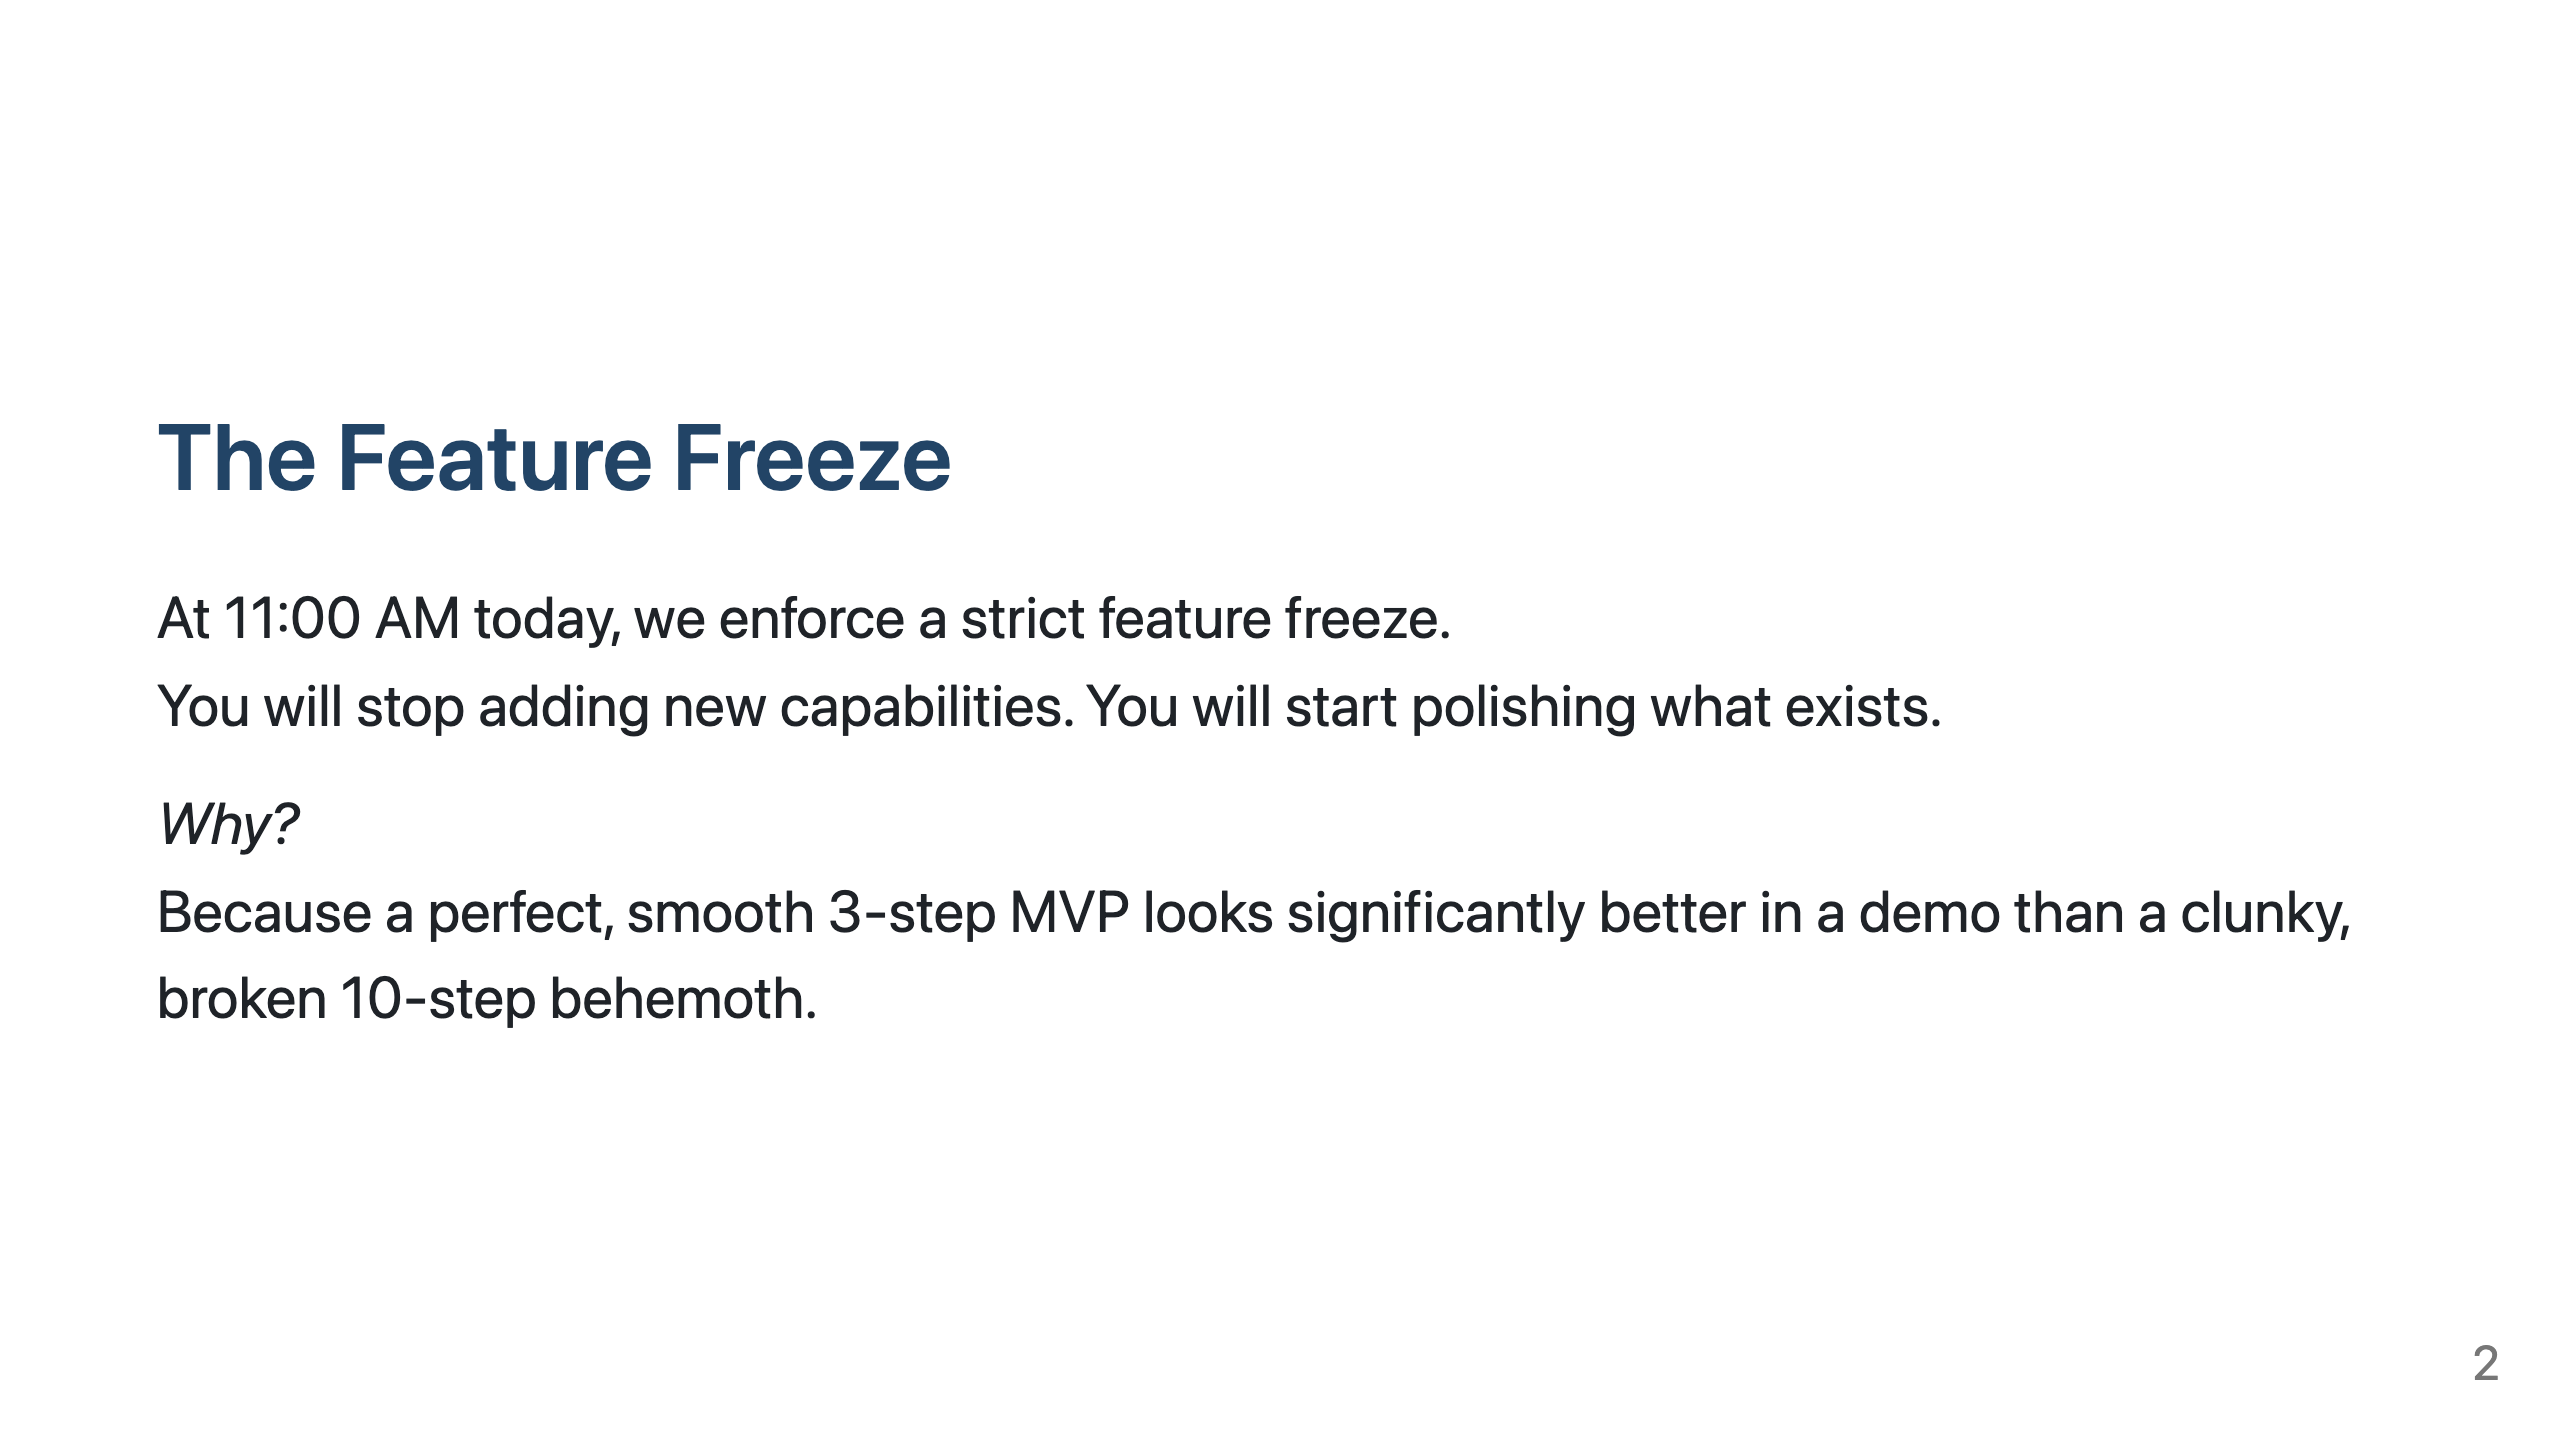 The Feature Freeze
At 11:00 AM today, we enforce a strict feature freeze.
You will stop adding new capabilities. You will start polishing what exists.
Why?
Because a perfect, smooth 3-step MVP looks significantly better in a demo than a clunky,
broken 10-step behemoth.
2